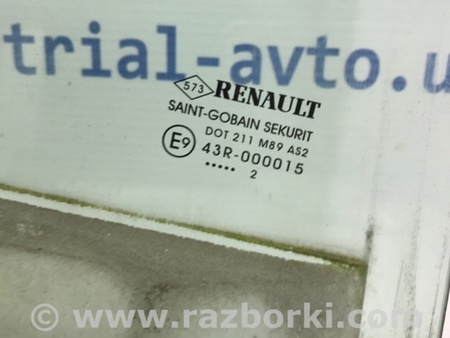 trial-avto.u
573 RENAULT
SAINT-GOBAIN SEKURIT
DOT 211 M89 AS2
E9 43R-000015
..... 2
© www.razborki.com